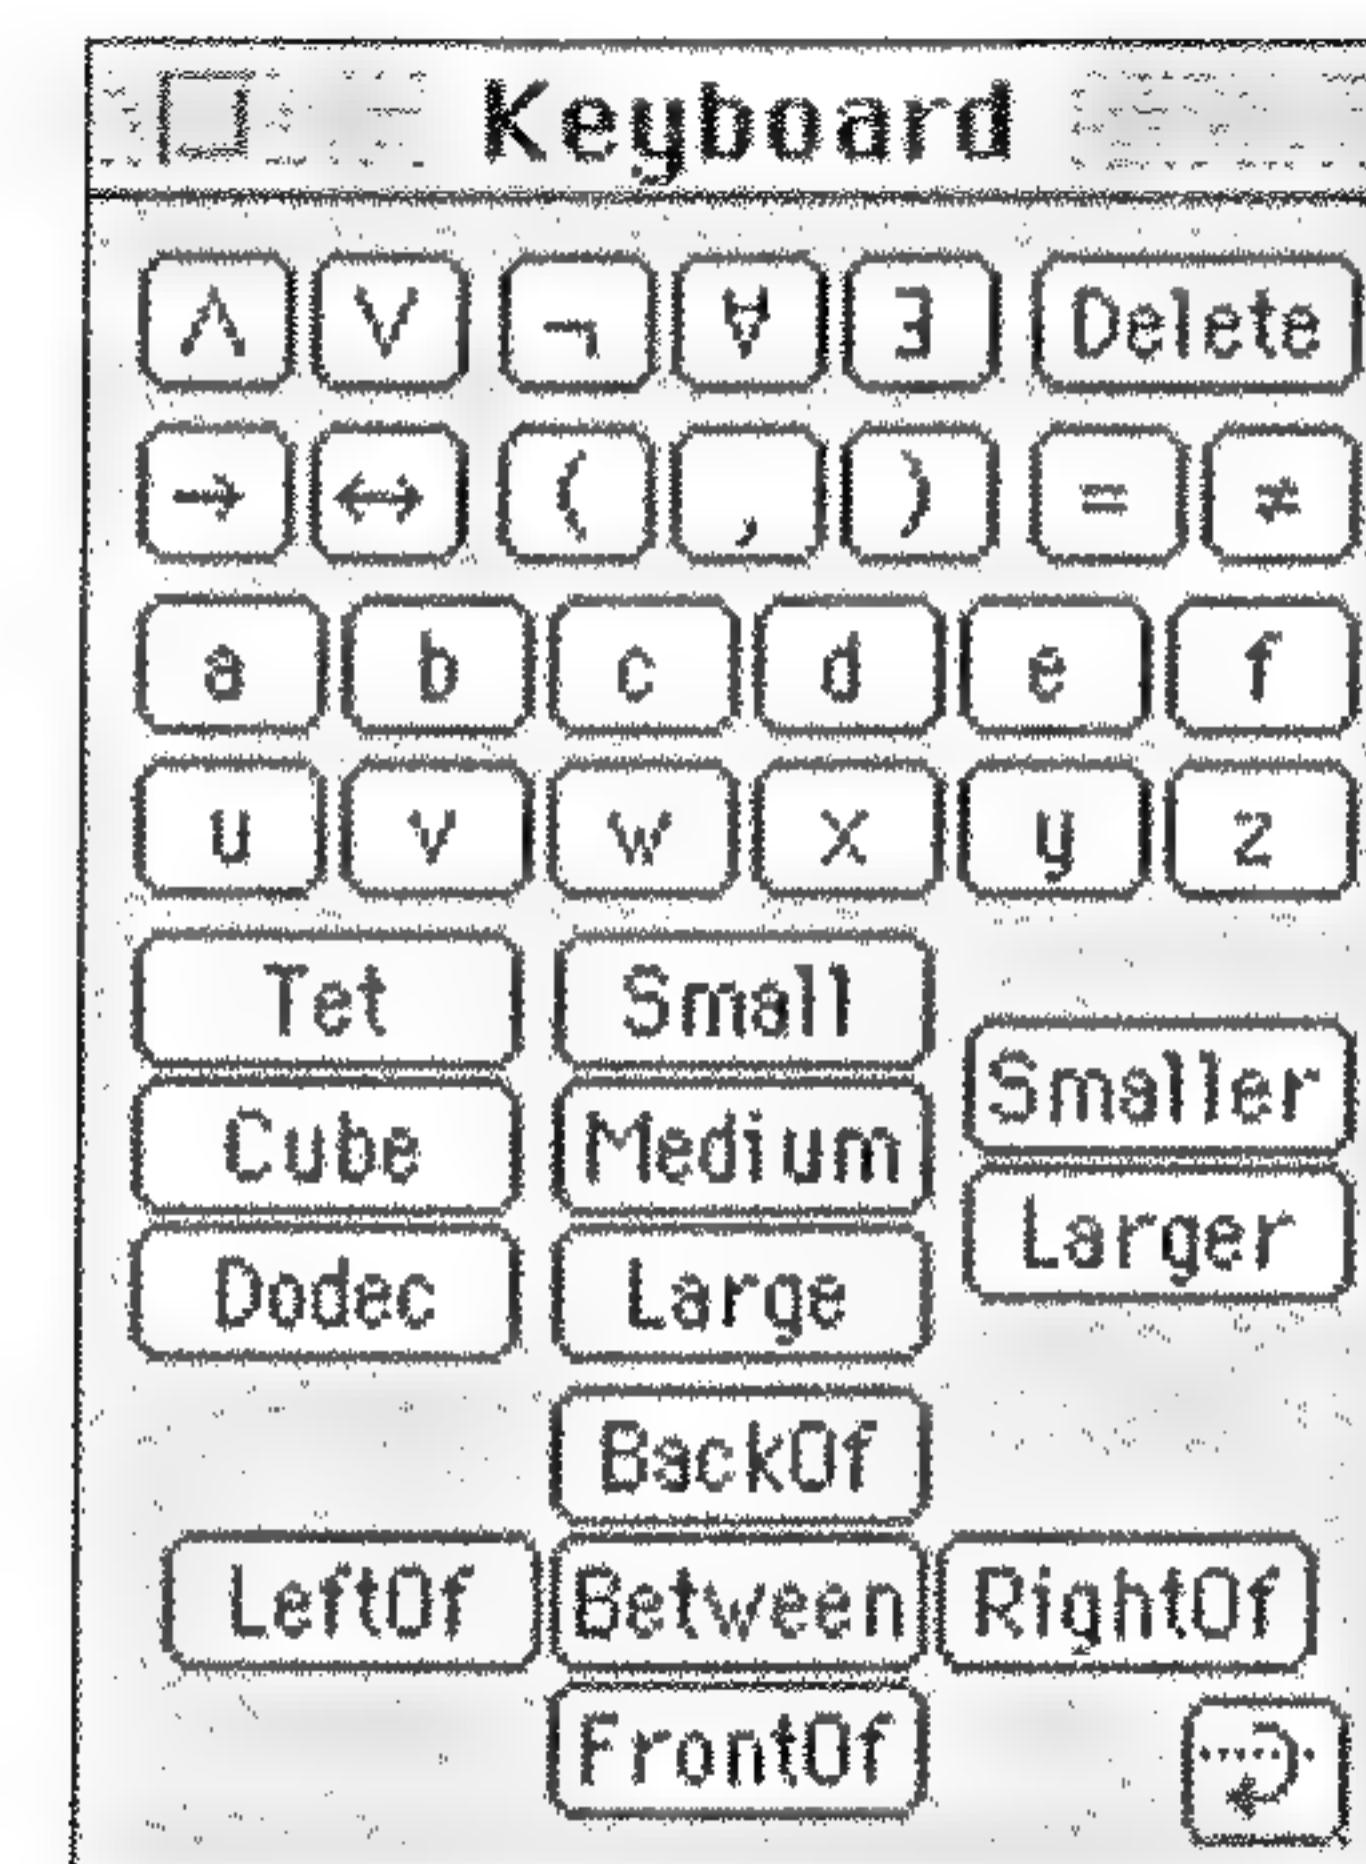 Keyboard
∧ ∨ ¬ ∀ ∃ Delete
→ ↔ ( , ) = ≠
a b c d e f
u v w x y z
Tet Small
Smaller
Cube Medium
Larger
Dodec Large
BackOf
LeftOf Between RightOf
FrontOf